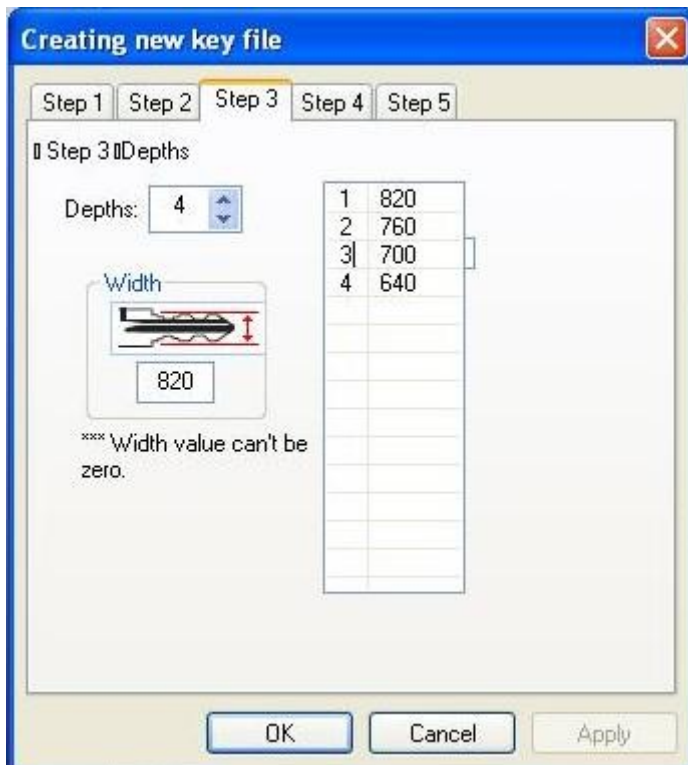 Creating new key file
Step 1 Step 2 Step 3 Step 4 Step 5
Step 3 Depths
Depths: 4
1 820
2 760
3 700
4 640
Width
820
*** Width value can't be
zero.
OK Cancel Apply